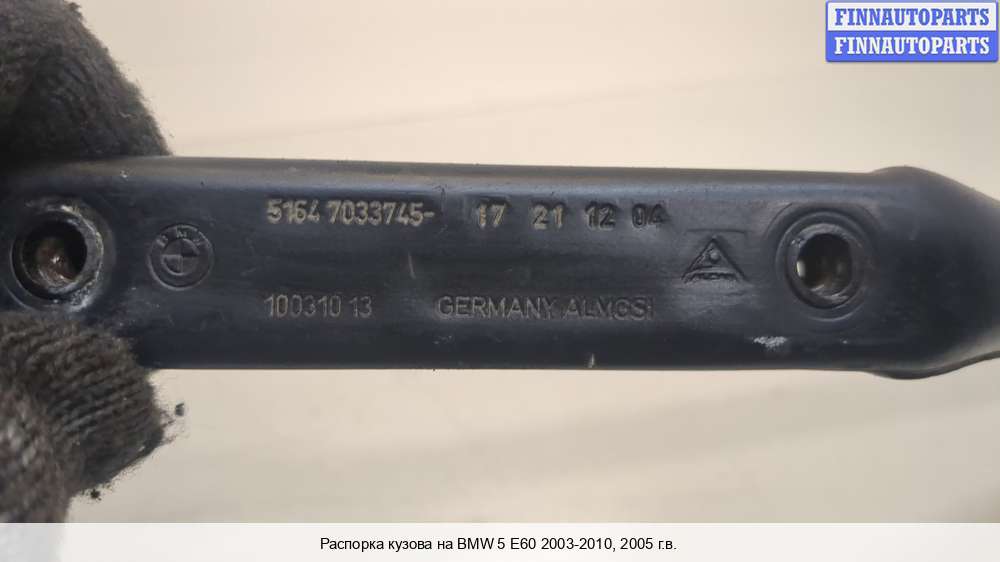 FINNAUTOPARTS
FINNAUTOPARTS
5164 7033745- 17 21 12 04
BMW
100310 13 GERMANY ALMGSI
Распорка кузова на BMW 5 E60 2003-2010, 2005 г.в.